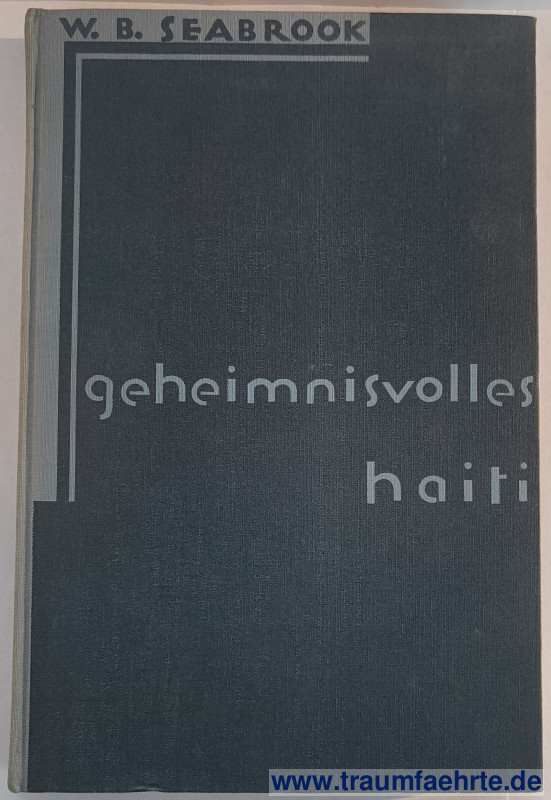 W. B. SEABROOK
geheimnisvolles
haiti
www.traumfaehrte.de